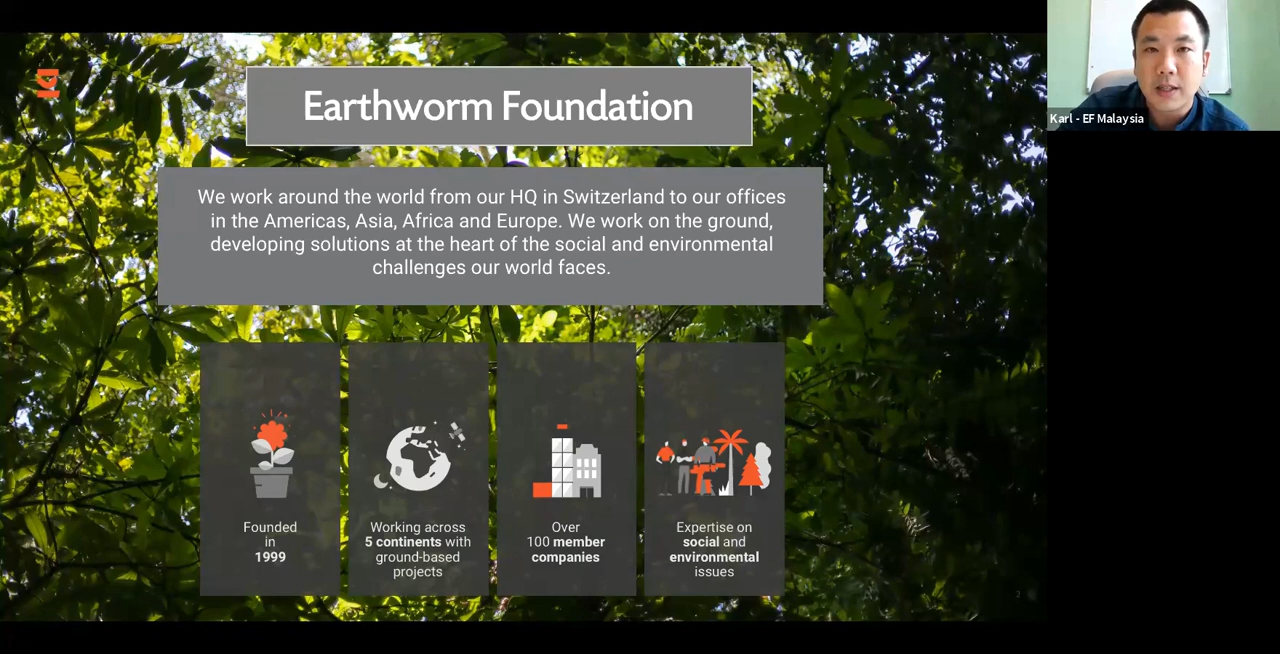 Earthworm Foundation
We work around the world from our HQ in Switzerland to our offices
in the Americas, Asia, Africa and Europe. We work on the ground,
developing solutions at the heart of the social and environmental
challenges our world faces.
Founded
in
1999
Working across
5 continents with
ground-based
projects
Over
100 member
companies
Expertise on
social and
environmental
issues
2
Karl - EF Malaysia